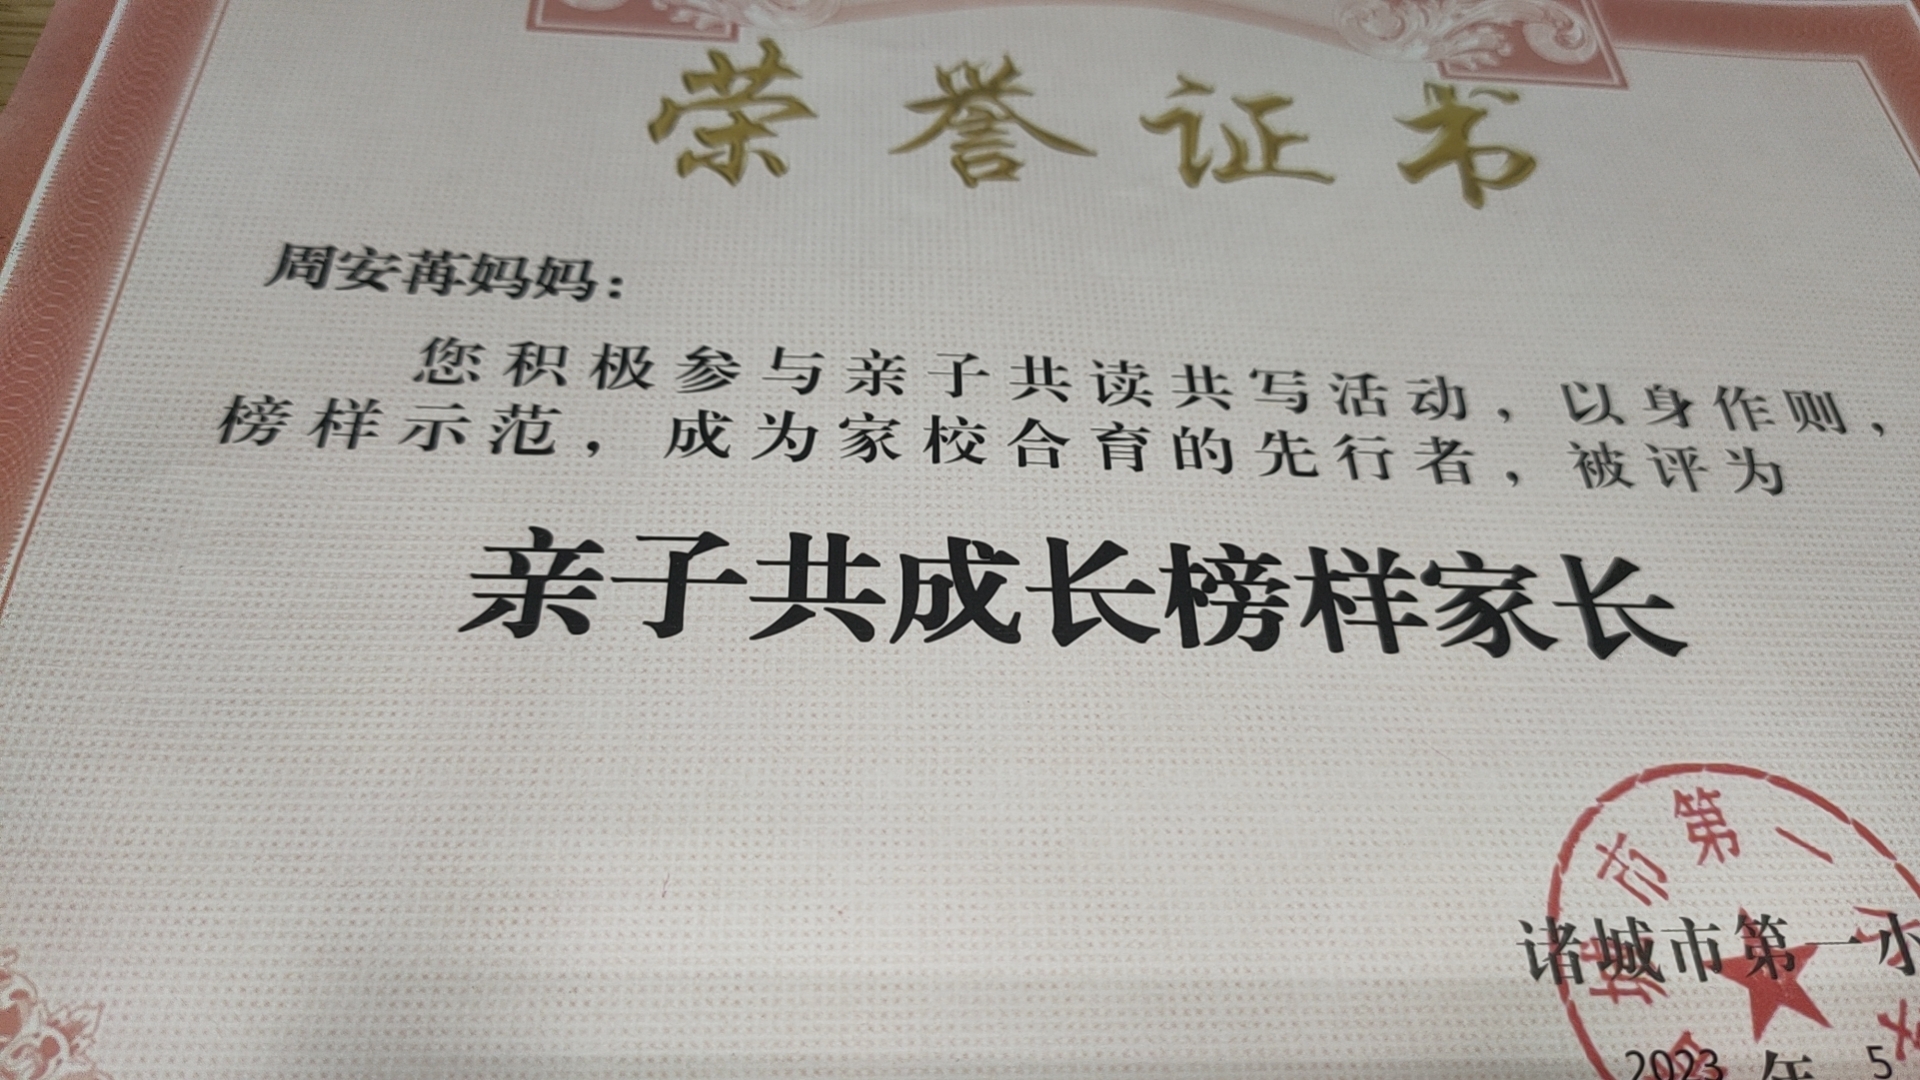 荣誉证书
周安苒妈妈：
您积极参与亲子共读共写活动，以身作则，
榜样示范，成为家校合育的先行者，被评为
亲子共成长榜样家长
市第一
诸城市第一小
2023 年 5